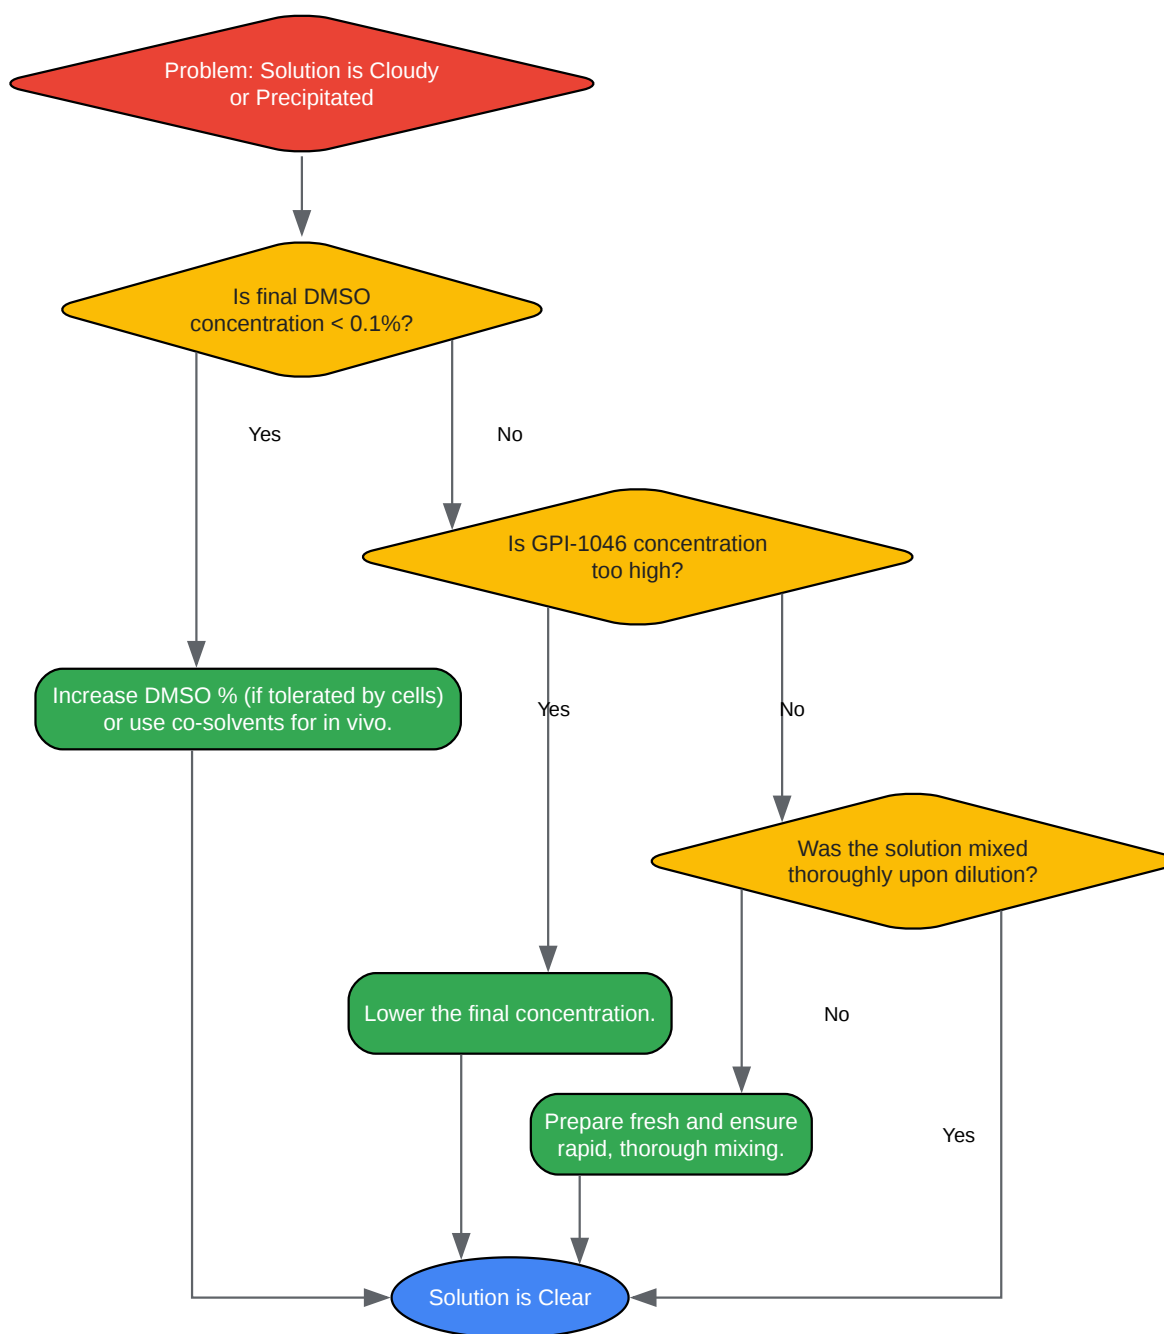 Problem: Solution is Cloudy
or Precipitated
Is final DMSO
concentration < 0.1%?
Yes
No
Is GPI-1046 concentration
too high?
Increase DMSO % (if tolerated by cells)
or use co-solvents for in vivo.
Yes
No
Was the solution mixed
thoroughly upon dilution?
Lower the final concentration.
No
Prepare fresh and ensure
rapid, thorough mixing.
Yes
Solution is Clear